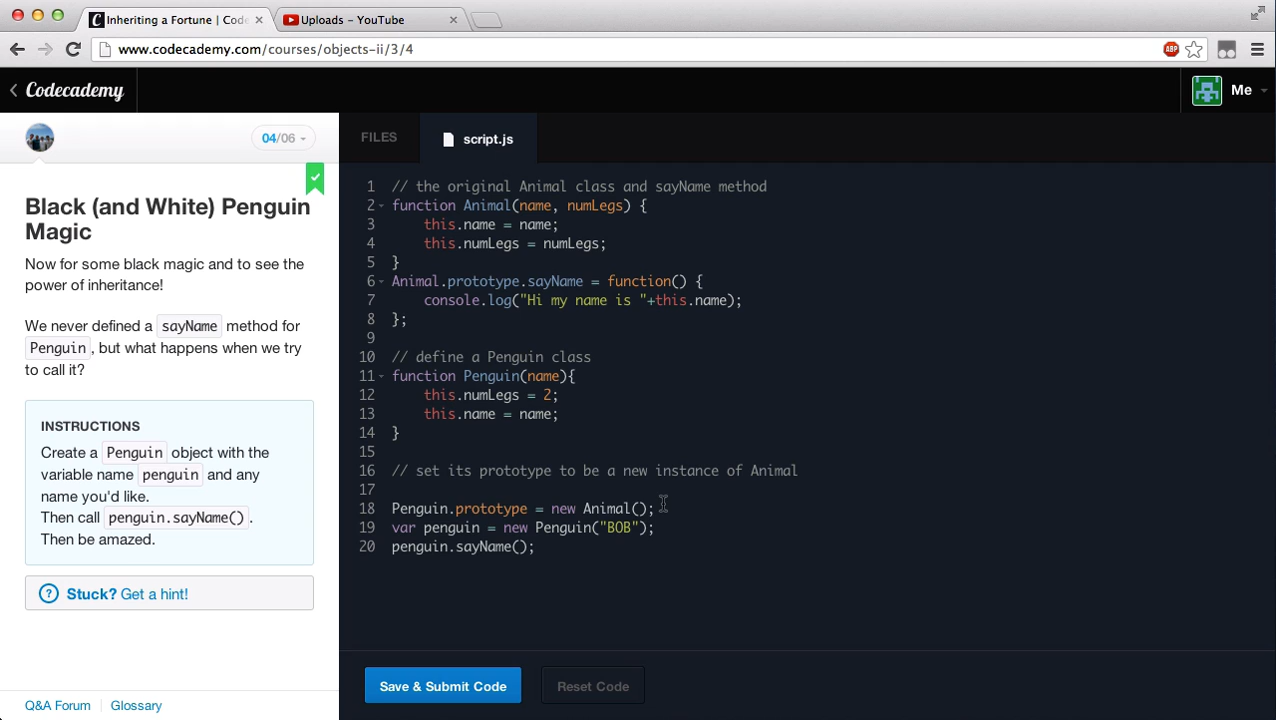 Inheriting a Fortune | Code
Uploads – YouTube
www.codecademy.com/courses/objects-ii/3/4
ABP
Codecademy
Me
04/06
FILES
script.js
Black (and White) Penguin
Magic
Now for some black magic and to see the
power of inheritance!
We never defined a sayName method for
Penguin, but what happens when we try
to call it?
INSTRUCTIONS
Create a Penguin object with the
variable name penguin and any
name you'd like.
Then call penguin.sayName().
Then be amazed.
? Stuck? Get a hint!
Q&A Forum Glossary
1 // the original Animal class and sayName method
2 function Animal(name, numLegs) {
3 this.name = name;
4 this.numLegs = numLegs;
5 }
6 Animal.prototype.sayName = function() {
7 console.log("Hi my name is "+this.name);
8 };
9
10 // define a Penguin class
11 function Penguin(name){
12 this.numLegs = 2;
13 this.name = name;
14 }
15
16 // set its prototype to be a new instance of Animal
17
18 Penguin.prototype = new Animal();
19 var penguin = new Penguin("BOB");
20 penguin.sayName();
Save & Submit Code
Reset Code